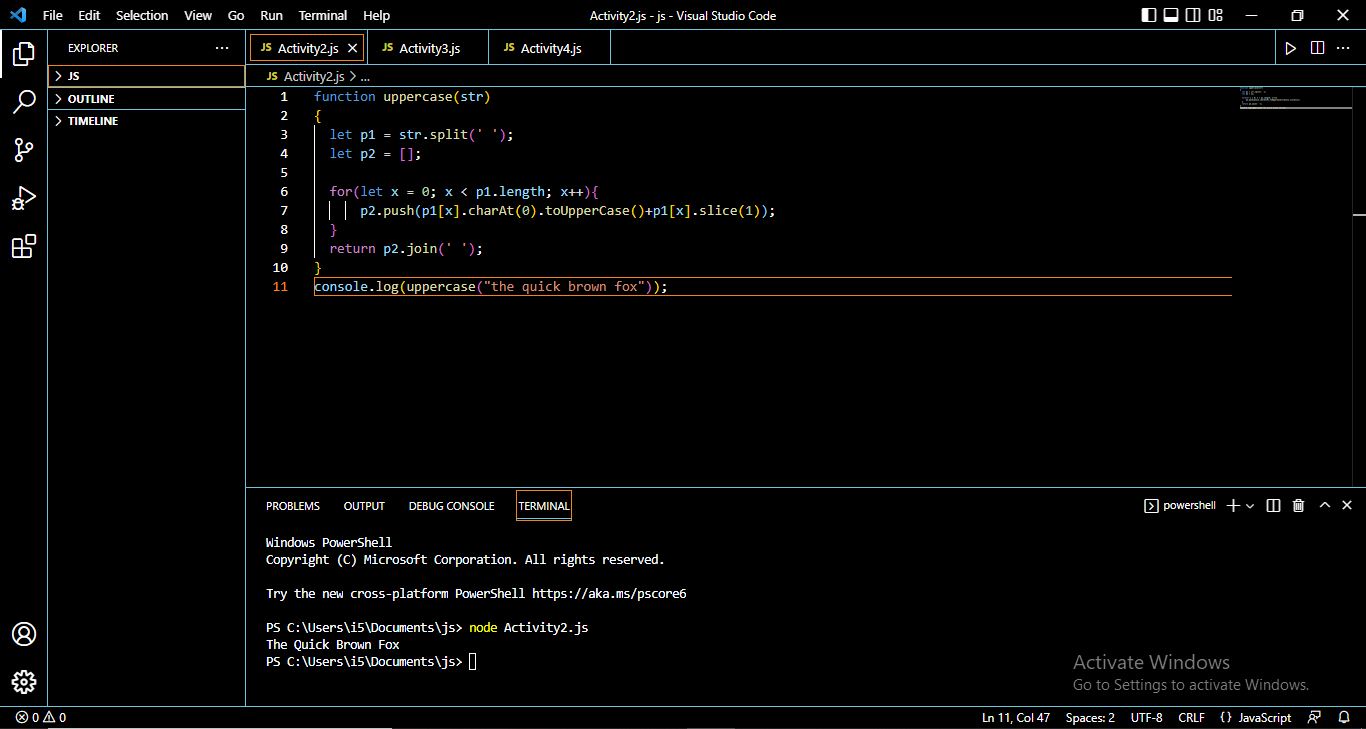 File Edit Selection View Go Run Terminal Help
Activity2.js - js - Visual Studio Code
EXPLORER
JS
OUTLINE
TIMELINE
JS Activity2.js
JS Activity3.js
JS Activity4.js
JS Activity2.js > ...
1 function uppercase(str)
2 {
3 let p1 = str.split(' ');
4 let p2 = [];
5
6 for(let x = 0; x < p1.length; x++){
7 p2.push(p1[x].charAt(0).toUpperCase()+p1[x].slice(1));
8 }
9 return p2.join(' ');
10 }
11 console.log(uppercase("the quick brown fox"));
PROBLEMS OUTPUT DEBUG CONSOLE TERMINAL
powershell
Windows PowerShell
Copyright (C) Microsoft Corporation. All rights reserved.
Try the new cross-platform PowerShell https://aka.ms/pscore6
PS C:\Users\i5\Documents\js> node Activity2.js
The Quick Brown Fox
PS C:\Users\i5\Documents\js>
Activate Windows
Go to Settings to activate Windows.
0 0
Ln 11, Col 47 Spaces: 2 UTF-8 CRLF {} JavaScript